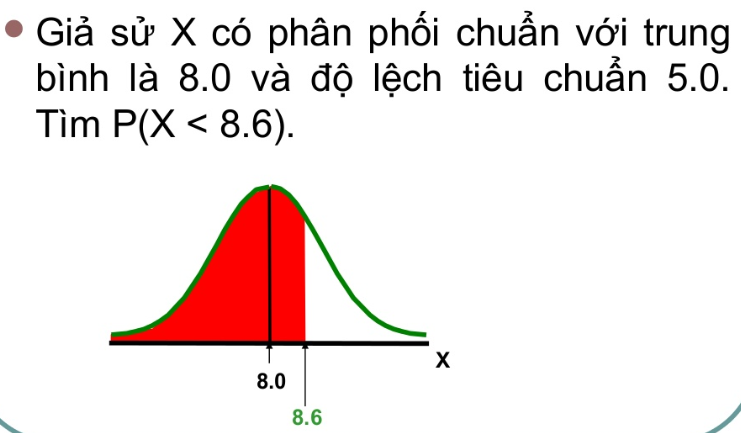 Giả sử X có phân phối chuẩn với trung
bình là 8.0 và độ lệch tiêu chuẩn 5.0.
Tìm P(X < 8.6).
X
8.0
8.6